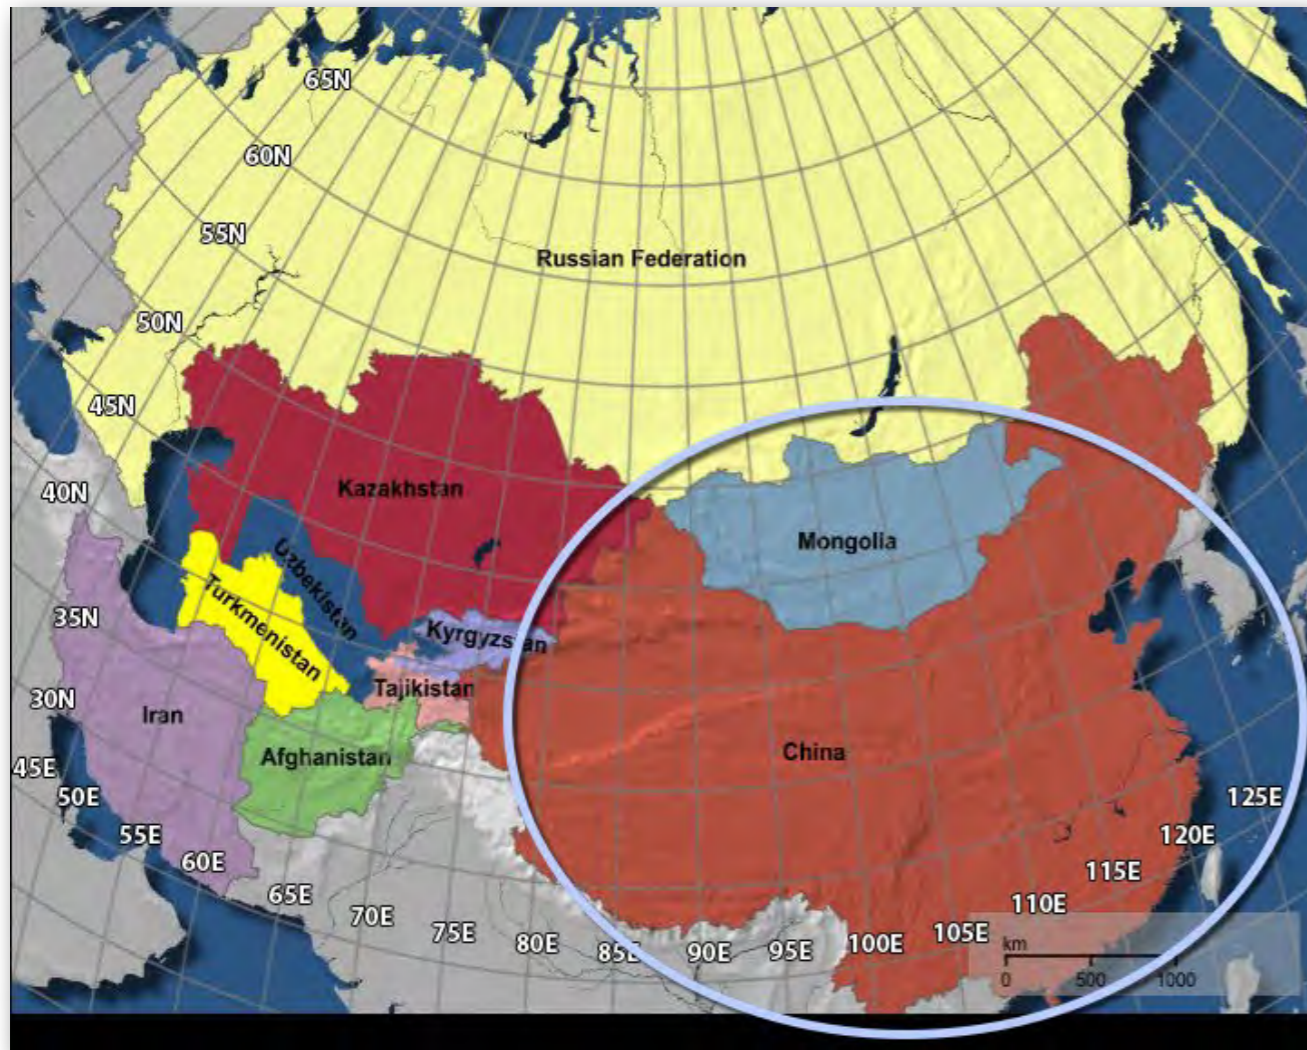 65N
60N
55N
Russian Federation
50N
45N
Kazakhstan
40N
Mongolia
Uzbekistan
Turkmenistan
Kyrgyzstan
35N
Tajikistan
30N
Iran
Afghanistan
China
45E
50E
55E
60E
65E
70E
75E
80E
85E
90E
95E
100E
105E
110E
115E
120E
125E
km
0 500 1000